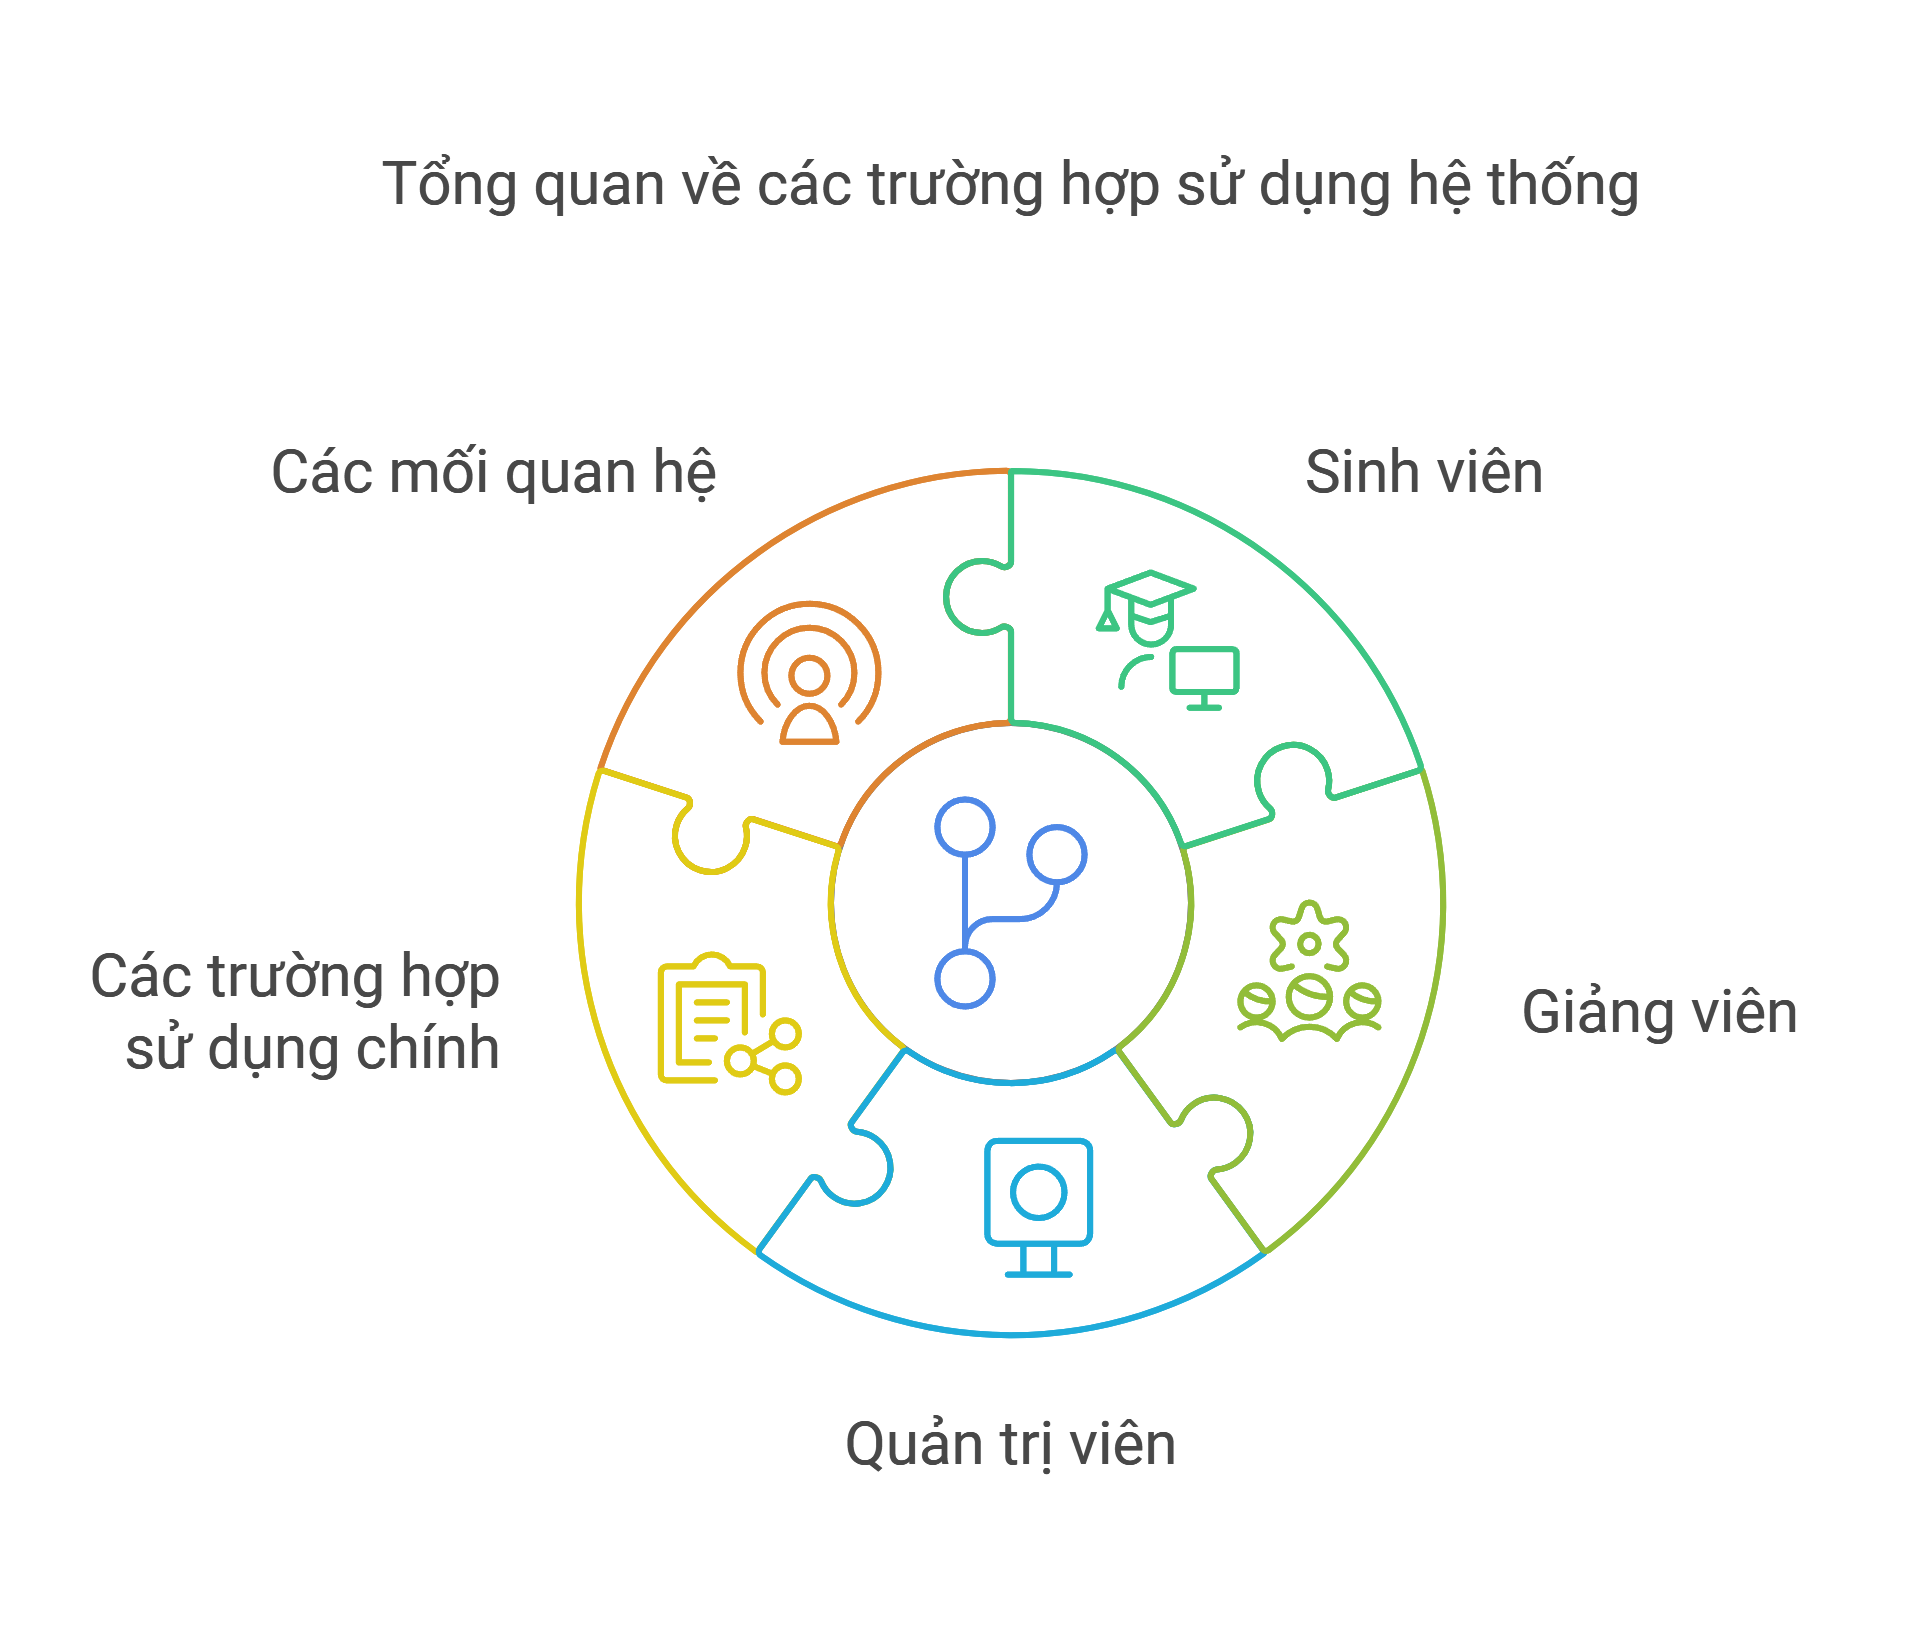 Tổng quan về các trường hợp sử dụng hệ thống
Các mối quan hệ
Sinh viên
Các trường hợp
sử dụng chính
Giảng viên
Quản trị viên